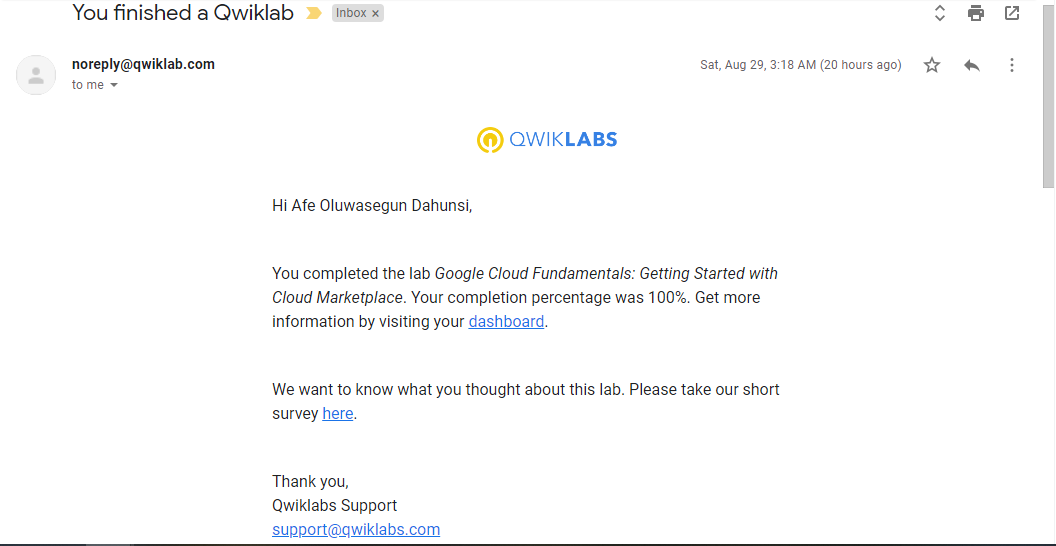 You finished a Qwiklab
Inbox ×
noreply@qwiklab.com
Sat, Aug 29, 3:18 AM (20 hours ago)
to me
QWIKLABS
Hi Afe Oluwasegun Dahunsi,
You completed the lab Google Cloud Fundamentals: Getting Started with
Cloud Marketplace. Your completion percentage was 100%. Get more
information by visiting your dashboard.
We want to know what you thought about this lab. Please take our short
survey here.
Thank you,
Qwiklabs Support
support@qwiklabs.com